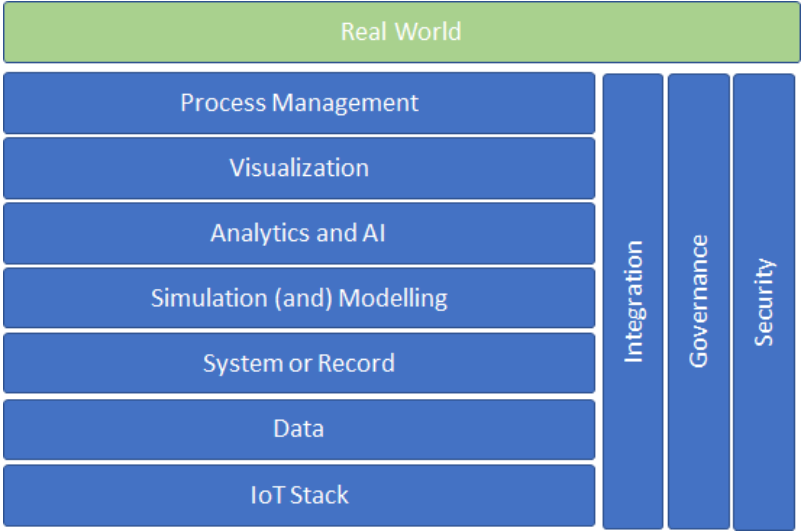 Real World
Process Management
Visualization
Analytics and AI
Simulation (and) Modelling
System or Record
Data
IoT Stack
Integration
Governance
Security